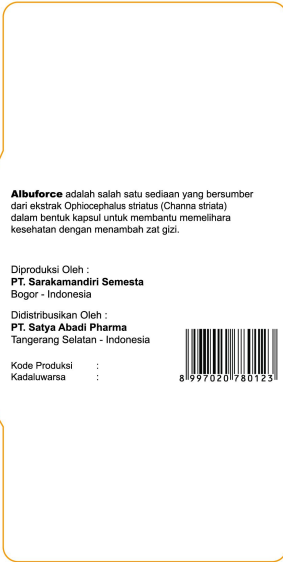 Albuforce adalah salah satu sediaan yang bersumber
dari ekstrak Ophiocephalus striatus (Channa striata)
dalam bentuk kapsul untuk membantu memelihara
kesehatan dengan menambah zat gizi.
Diproduksi Oleh :
PT. Sarakamandiri Semesta
Bogor - Indonesia
Didistribusikan Oleh :
PT. Satya Abadi Pharma
Tangerang Selatan - Indonesia
Kode Produksi :
Kadaluwarsa :
8 997020 780123